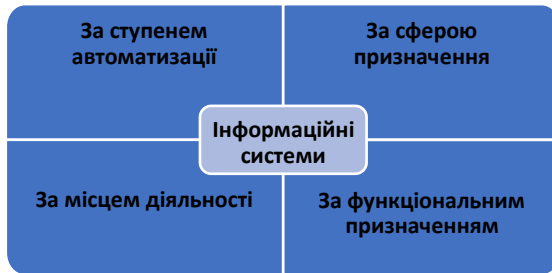 За ступенем
автоматизації
За сферою
призначення
Інформаційні
системи
За місцем діяльності
За функціональним
призначенням